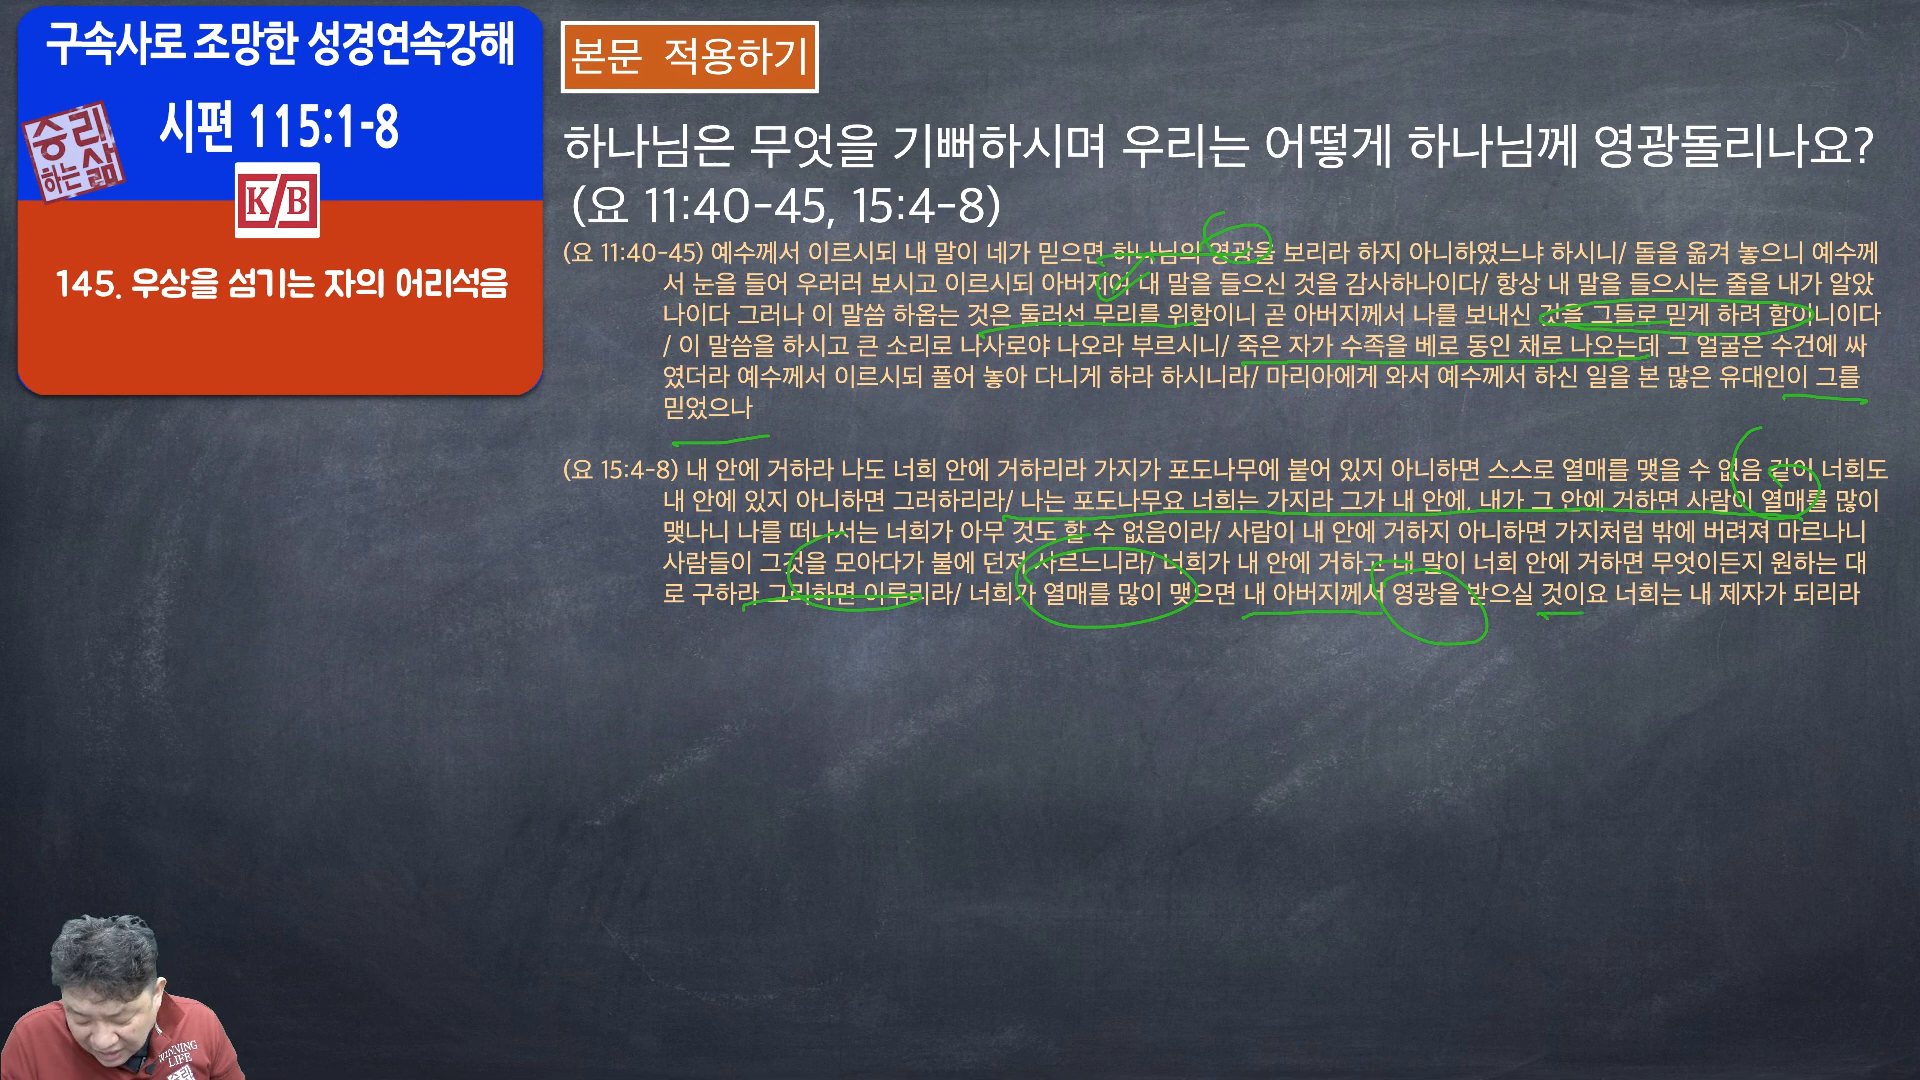 구속사로 조망한 성경연속강해
시편 115:1-8
승리
하는 삶
K/B
145. 우상을 섬기는 자의 어리석음
본문 적용하기
하나님은 무엇을 기뻐하시며 우리는 어떻게 하나님께 영광돌리나요?
(요 11:40-45, 15:4-8)
(요 11:40-45) 예수께서 이르시되 내 말이 네가 믿으면 하나님의 영광을 보리라 하지 아니하였느냐 하시니/ 돌을 옮겨 놓으니 예수께
서 눈을 들어 우러러 보시고 이르시되 아버지여 내 말을 들으신 것을 감사하나이다/ 항상 내 말을 들으시는 줄을 내가 알았
나이다 그러나 이 말씀 하옵는 것은 둘러선 무리를 위함이니 곧 아버지께서 나를 보내신 것을 그들로 믿게 하려 함이니이다
/ 이 말씀을 하시고 큰 소리로 나사로야 나오라 부르시니/ 죽은 자가 수족을 베로 동인 채로 나오는데 그 얼굴은 수건에 싸
였더라 예수께서 이르시되 풀어 놓아 다니게 하라 하시니라/ 마리아에게 와서 예수께서 하신 일을 본 많은 유대인이 그를
믿었으나
(요 15:4-8) 내 안에 거하라 나도 너희 안에 거하리라 가지가 포도나무에 붙어 있지 아니하면 스스로 열매를 맺을 수 없음 같이 너희도
내 안에 있지 아니하면 그러하리라/ 나는 포도나무요 너희는 가지라 그가 내 안에, 내가 그 안에 거하면 사람이 열매를 많이
맺나니 나를 떠나서는 너희가 아무 것도 할 수 없음이라/ 사람이 내 안에 거하지 아니하면 가지처럼 밖에 버려져 마르나니
사람들이 그것을 모아다가 불에 던져 사르느니라/ 너희가 내 안에 거하고 내 말이 너희 안에 거하면 무엇이든지 원하는 대
로 구하라 그리하면 이루리라/ 너희가 열매를 많이 맺으면 내 아버지께서 영광을 받으실 것이요 너희는 내 제자가 되리라
WINNING
LIFE
승리